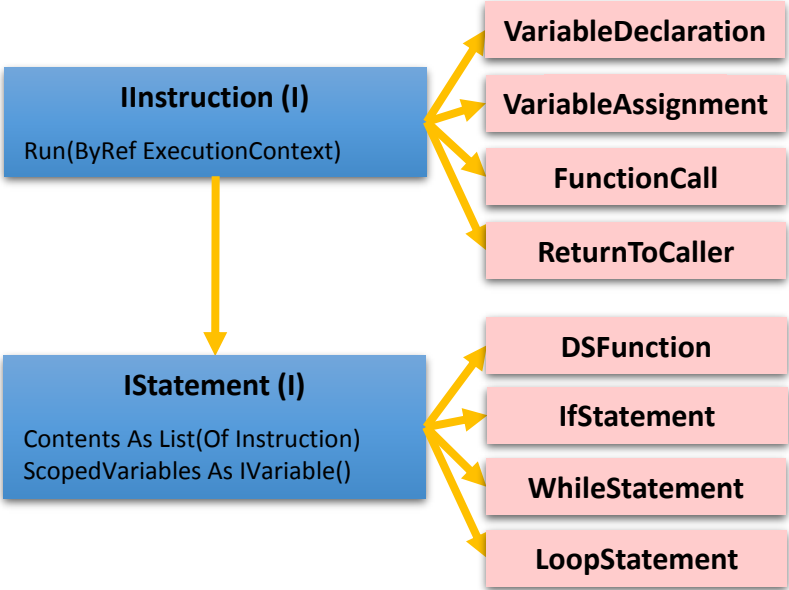 IInstruction (I)
Run(ByRef ExecutionContext)
VariableDeclaration
VariableAssignment
FunctionCall
ReturnToCaller
IStatement (I)
Contents As List(Of Instruction)
ScopedVariables As IVariable()
DSFunction
IfStatement
WhileStatement
LoopStatement